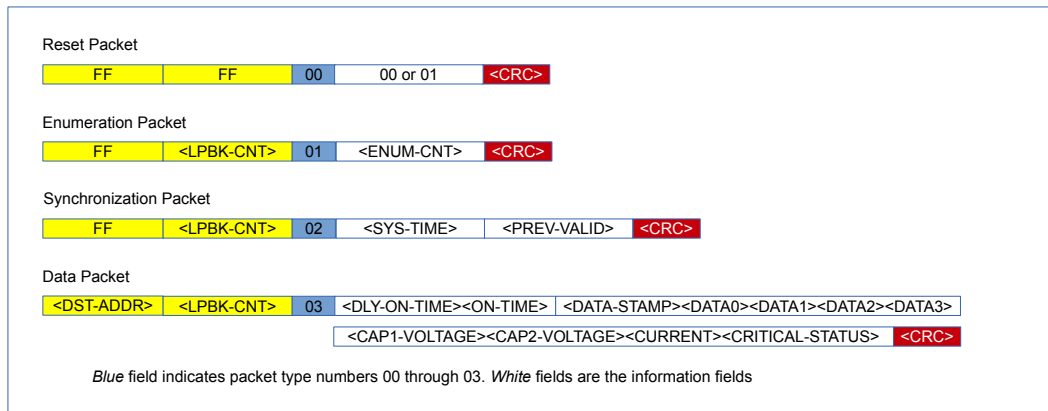 Reset Packet
FF FF 00 00 or 01 <CRC>
Enumeration Packet
FF <LPBK-CNT> 01 <ENUM-CNT> <CRC>
Synchronization Packet
FF <LPBK-CNT> 02 <SYS-TIME> <PREV-VALID> <CRC>
Data Packet
<DST-ADDR> <LPBK-CNT> 03 <DLY-ON-TIME><ON-TIME> <DATA-STAMP><DATA0><DATA1><DATA2><DATA3>
<CAP1-VOLTAGE><CAP2-VOLTAGE><CURRENT><CRITICAL-STATUS> <CRC>
Blue field indicates packet type numbers 00 through 03. White fields are the information fields